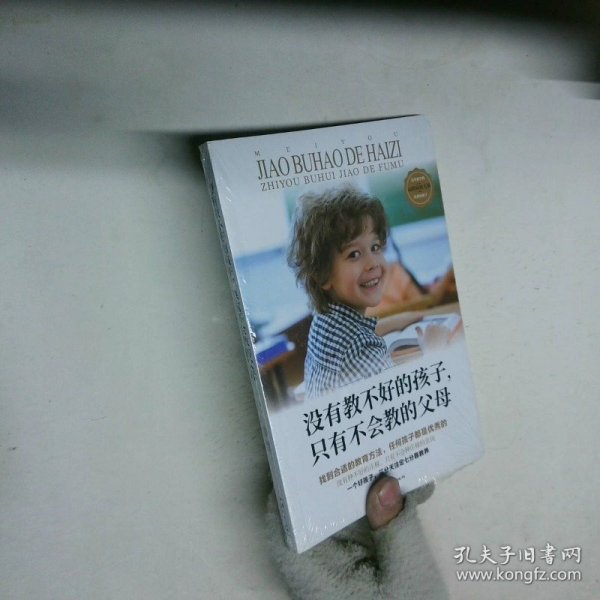 MEIYOU
JIAO BUHAO DE HAIZI
ZHIYOU BUHUI JIAO DE FUMU
没有教不好的孩子,
只有不会教的父母
找到合适的教育方法,任何孩子都是优秀的
孔夫子旧书网
www.kongfz.com